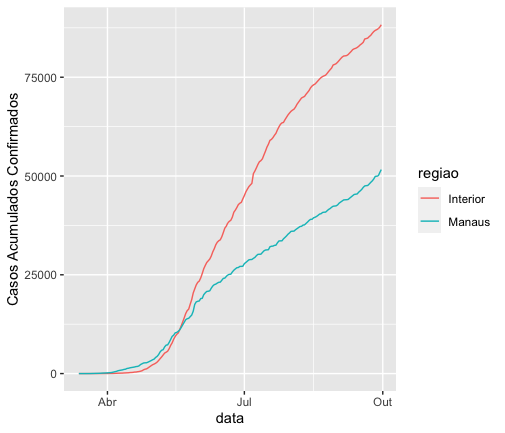 Casos Acumulados Confirmados
75000
50000
25000
0
Abr
Jul
Out
data
regiao
Interior
Manaus